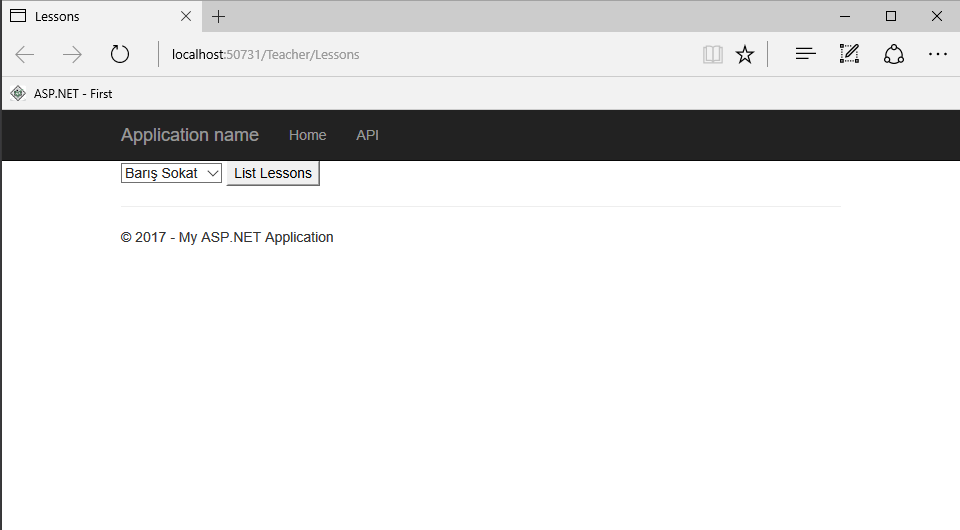 Lessons
localhost:50731/Teacher/Lessons
ASP.NET - First
Application name Home API
Barış Sokat List Lessons
© 2017 - My ASP.NET Application